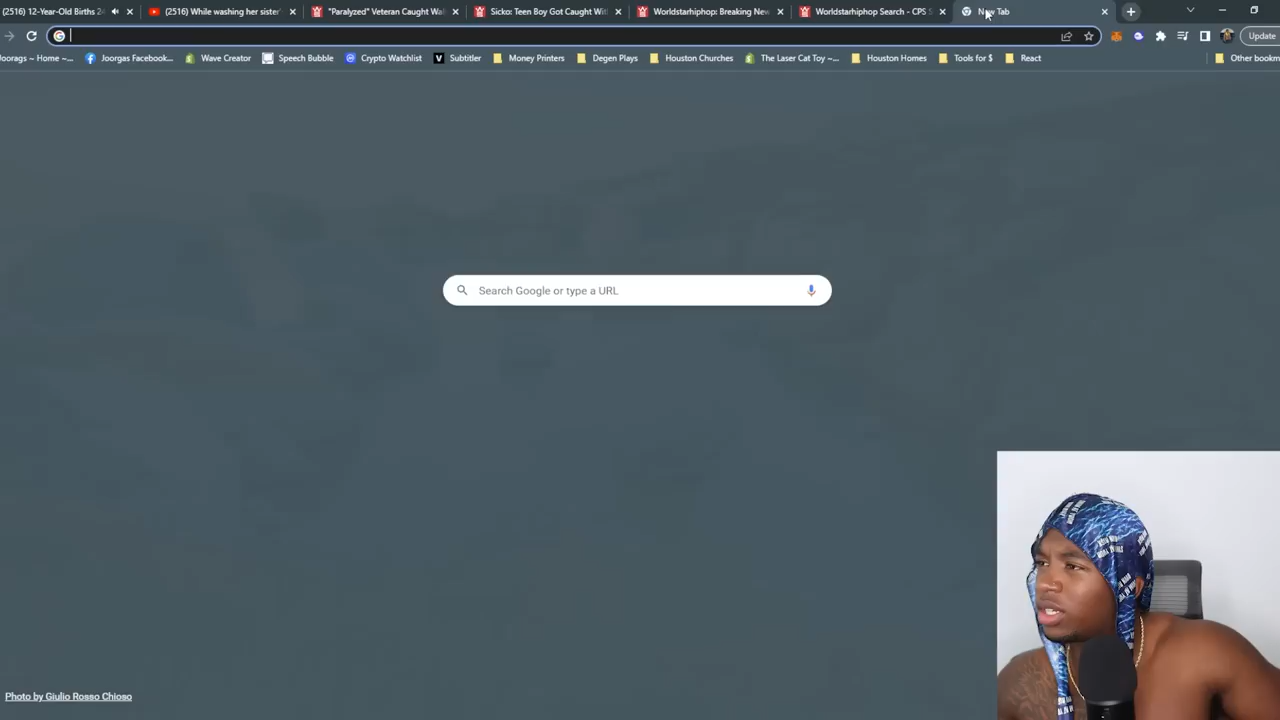 (2516) 12-Year-Old Births 2
(2516) While washing her sister'
"Paralyzed" Veteran Caught Wal
Sicko: Teen Boy Got Caught With
Worldstarhiphop: Breaking New
Worldstarhiphop Search - CPS S
New Tab
Update
Joorags ~ Home ~...
Joorgas Facebook...
Wave Creator
Speech Bubble
Crypto Watchlist
Subtitler
Money Printers
Degen Plays
Houston Churches
The Laser Cat Toy ~...
Houston Homes
Tools for $
React
Other bookm
Search Google or type a URL
Photo by Giulio Rosso Chioso